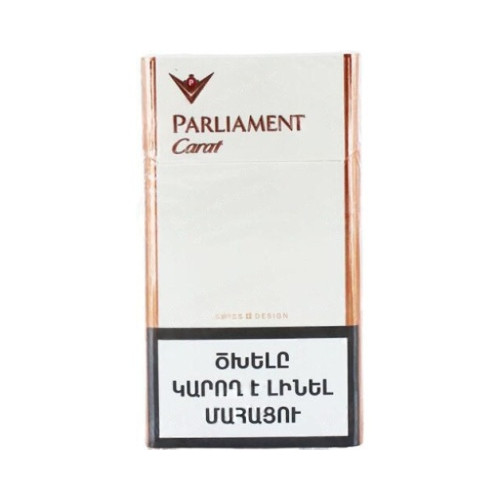 P
PARLIAMENT
Carat
SWISS DESIGN
ԾԽԵԼԸ
ԿԱՐՈՂ Է ԼԻՆԵԼ
ՄԱՀԱՑՈՒ